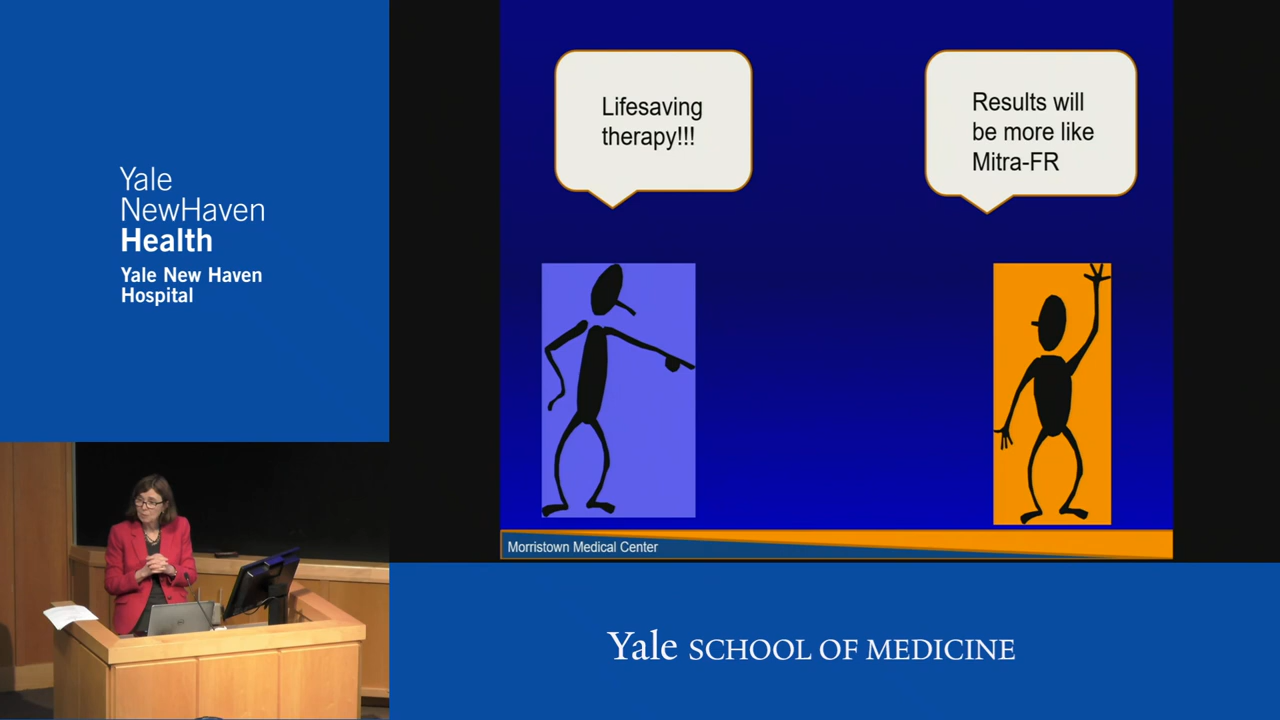 Yale
NewHaven
Health
Yale New Haven
Hospital
Lifesaving
therapy!!!
Results will
be more like
Mitra-FR
Morristown Medical Center
Yale SCHOOL OF MEDICINE